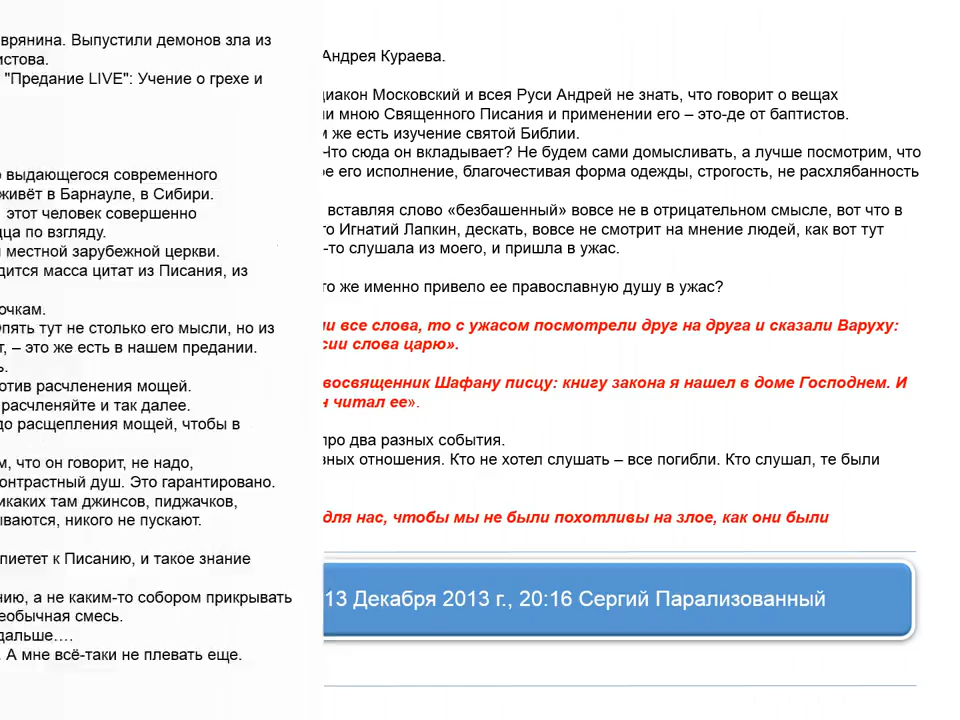 врянина. Выпустили демонов зла из
истова.
"Предание LIVE": Учение о грехе и
выдающегося современного
живёт в Барнауле, в Сибири.
этот человек совершенно
ца по взгляду.
местной зарубежной церкви.
дится масса цитат из Писания, из
очкам.
Опять тут не столько его мысли, но из
т, – это же есть в нашем предании.
ь.
отив расчленения мощей.
расчленяйте и так далее.
до расщепления мощей, чтобы в
м, что он говорит, не надо,
онтрастный душ. Это гарантировано.
икаких там джинсов, пиджачков,
ываются, никого не пускают.
пиетет к Писанию, и такое знание
нию, а не каким-то собором прикрывать
еобычная смесь.
дальше….
. А мне всё-таки не плевать еще.
Андрея Кураева.
диакон Московский и всея Руси Андрей не знать, что говорит о вещах
ли мною Священного Писания и применении его – это-де от баптистов.
м же есть изучение святой Библии.
Что сюда он вкладывает? Не будем сами домысливать, а лучше посмотрим, что
ое его исполнение, благочестивая форма одежды, строгость, не расхлябанность
вставляя слово «безбашенный» вовсе не в отрицательном смысле, вот что в
то Игнатий Лапкин, дескать, вовсе не смотрит на мнение людей, как вот тут
-то слушала из моего, и пришла в ужас.
то же именно привело ее православную душу в ужас?
ли все слова, то с ужасом посмотрели друг на друга и сказали Варуху:
сии слова царю».
рвосвященник Шафану писцу: книгу закона я нашел в доме Господнем. И
н читал ее».
про два разных события.
зных отношения. Кто не хотел слушать – все погибли. Кто слушал, те были
для нас, чтобы мы не были похотливы на злое, как они были
13 Декабря 2013 г., 20:16 Сергий Парализованный